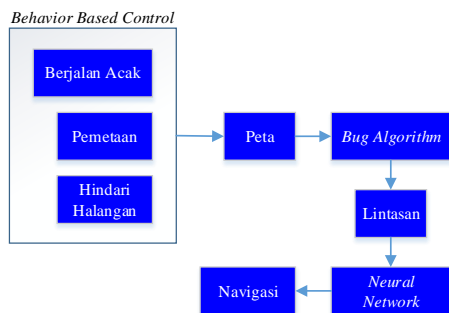 Behavior Based Control
Berjalan Acak
Pemetaan
Hindari
Halangan
Peta
Bug Algorithm
Lintasan
Neural
Network
Navigasi